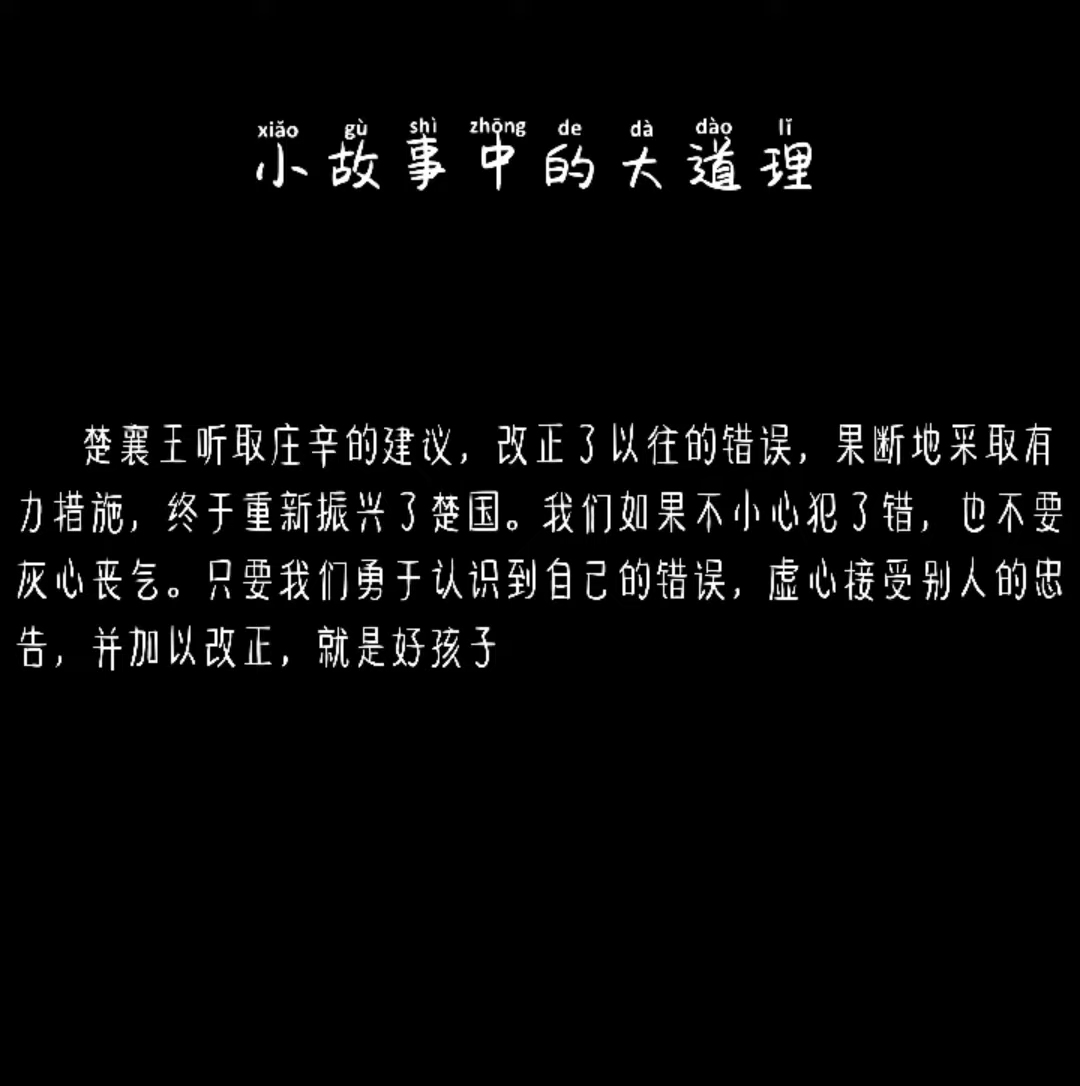 xiǎo gù shì zhōng de dà dào lǐ
小故事中的大道理
楚襄王听取庄辛的建议，改正了以往的错误，果断地采取有
力措施，终于重新振兴了楚国。我们如果不小心犯了错，也不要
灰心丧气。只要我们勇于认识到自己的错误，虚心接受别人的忠
告，并加以改正，就是好孩子